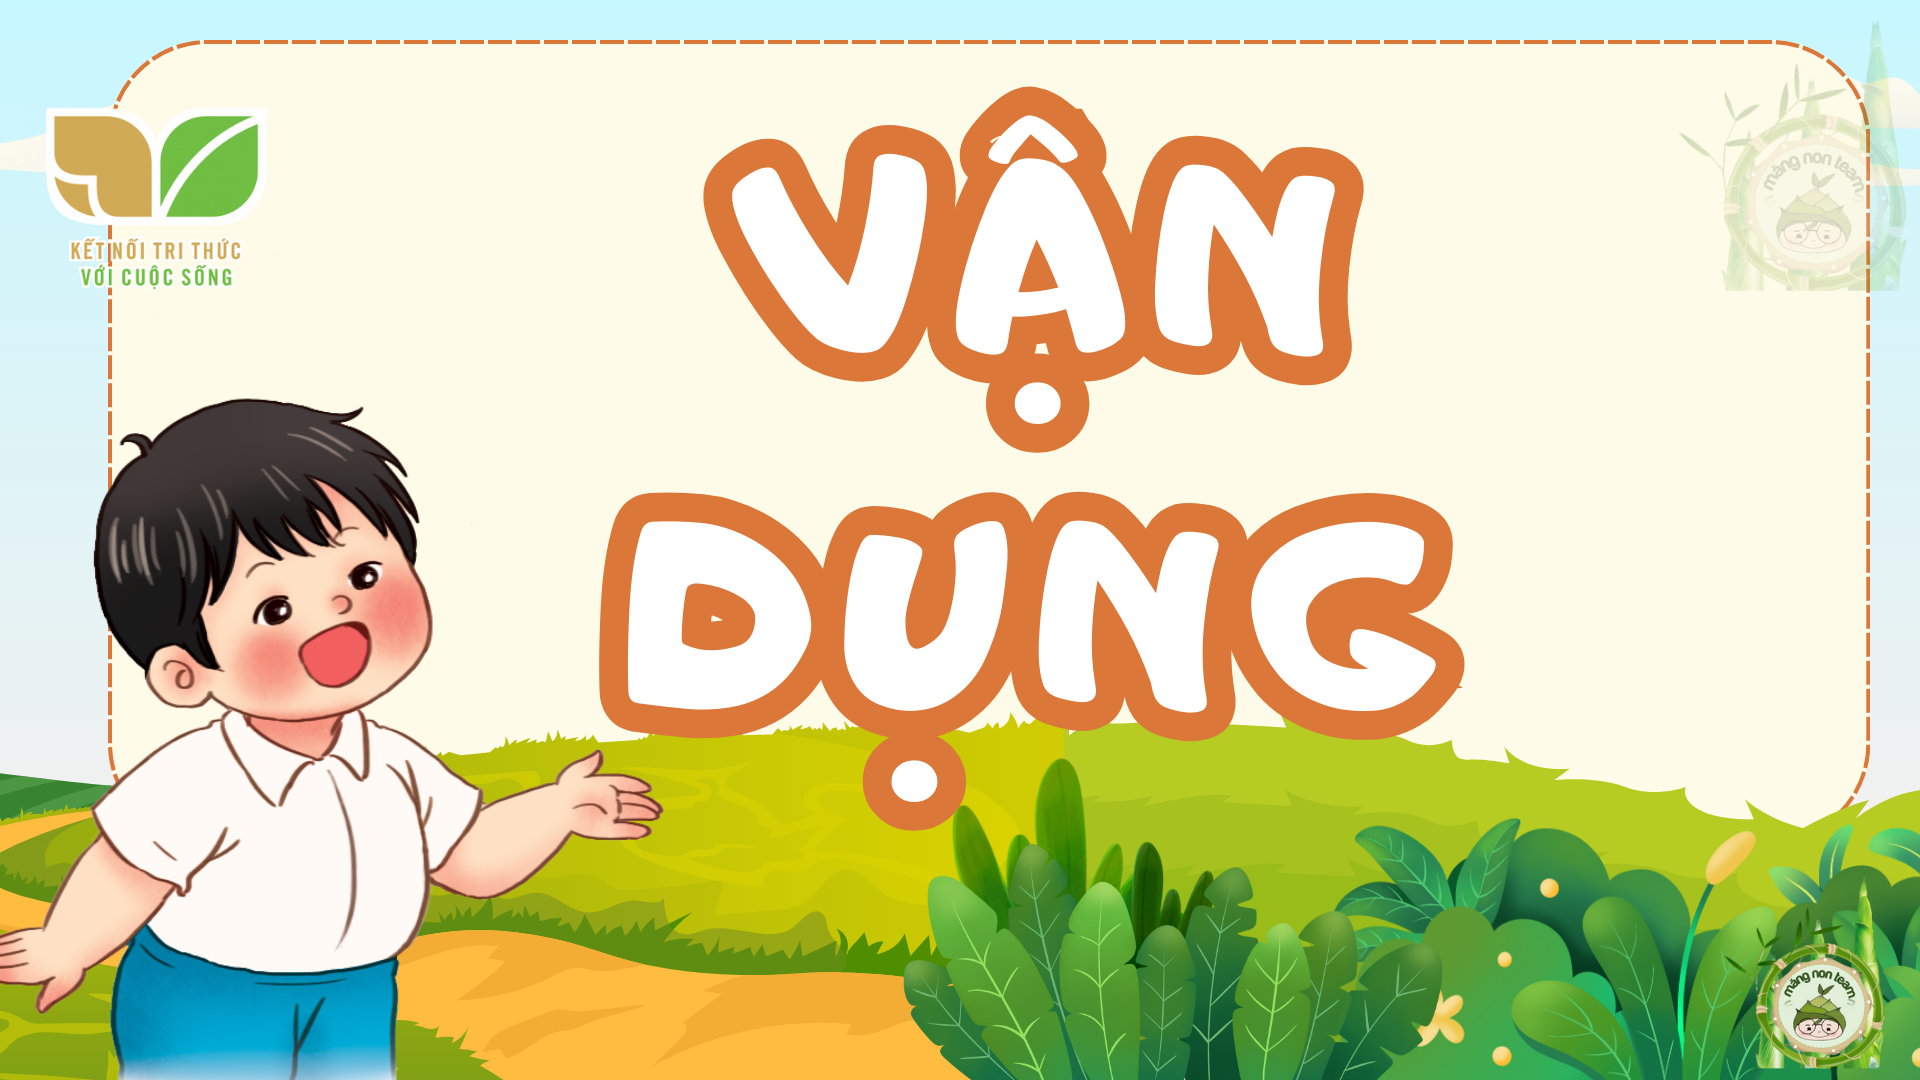 VẬN
DỤNG
KẾT NỐI TRI THỨC
VỚI CUỘC SỐNG
măng non team
măng non team